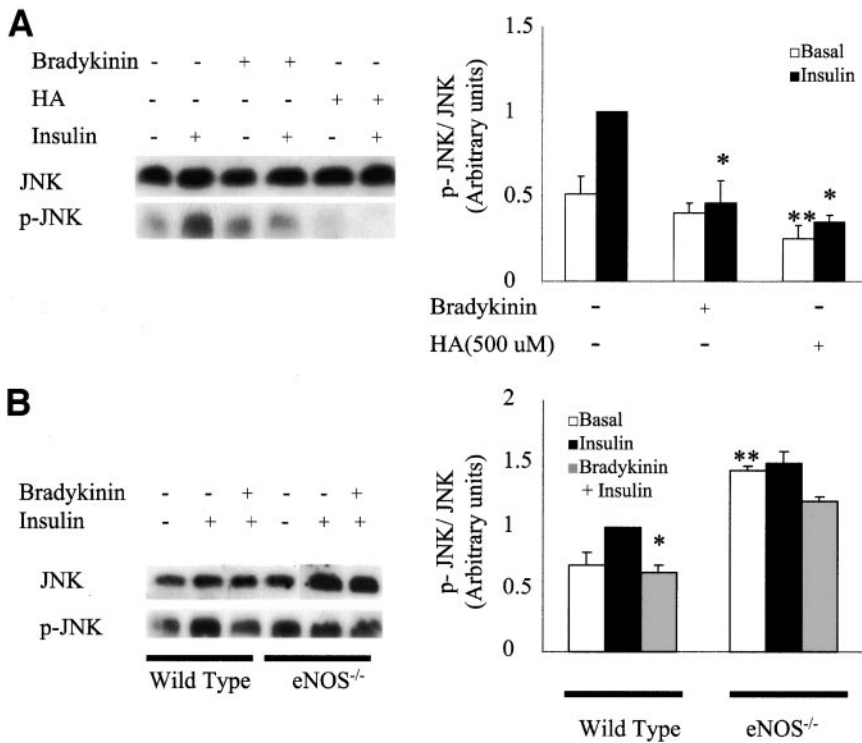 A
Bradykinin - - + + - -
HA - - - - + +
Insulin - + - + - +
JNK
p-JNK
p- JNK/ JNK
(Arbitrary units)
1.5
1
0.5
0
Basal
Insulin
*
**
*
Bradykinin - + -
HA(500 uM) - - +
B
Bradykinin - - + - - +
Insulin - + + - + +
JNK
p-JNK
Wild Type eNOS-/-
p- JNK/ JNK
(Arbitrary units)
2
1.5
1
0.5
0
Basal
Insulin
Bradykinin
+ Insulin
*
**
Wild Type eNOS-/-